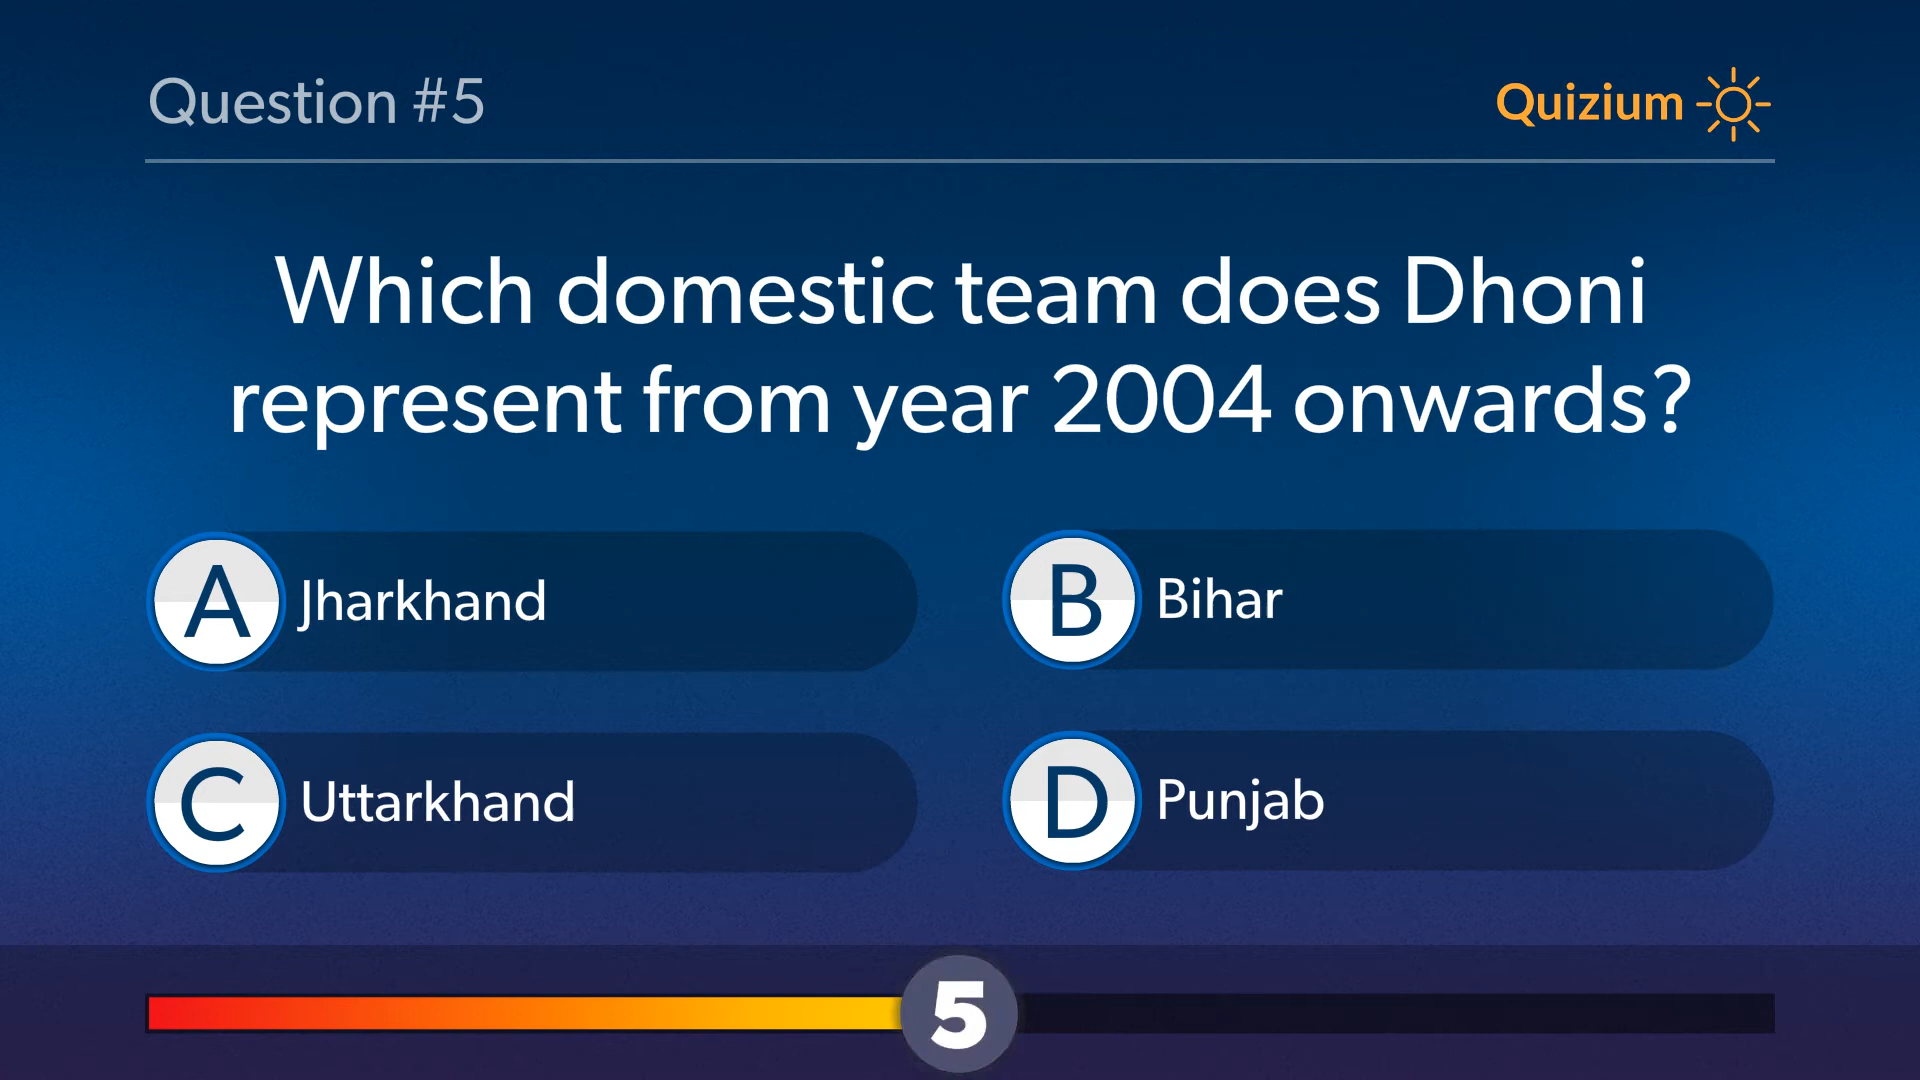 Question #5
Quizium
Which domestic team does Dhoni
represent from year 2004 onwards?
A Jharkhand
B Bihar
C Uttarkhand
D Punjab
5